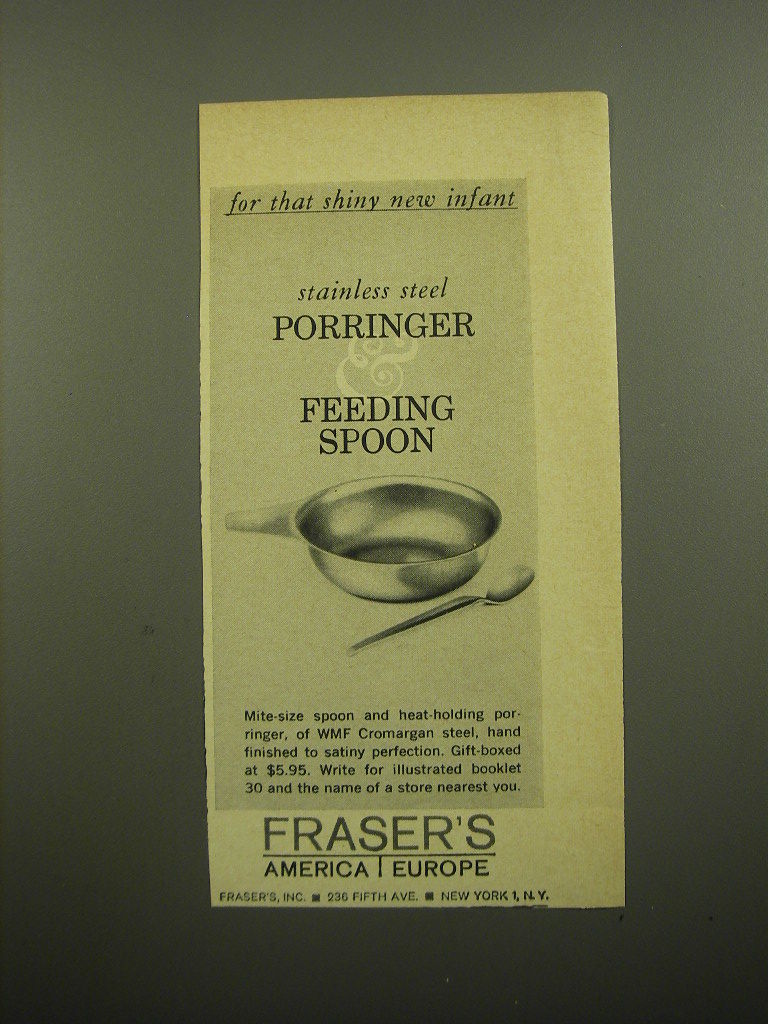 for that shiny new infant
stainless steel
PORRINGER
&
FEEDING
SPOON
Mite-size spoon and heat-holding por-
ringer, of WMF Cromargan steel, hand
finished to satiny perfection. Gift-boxed
at $5.95. Write for illustrated booklet
30 and the name of a store nearest you.
FRASER'S
AMERICA EUROPE
FRASER'S, INC. ■ 236 FIFTH AVE. ■ NEW YORK 1, N.Y.